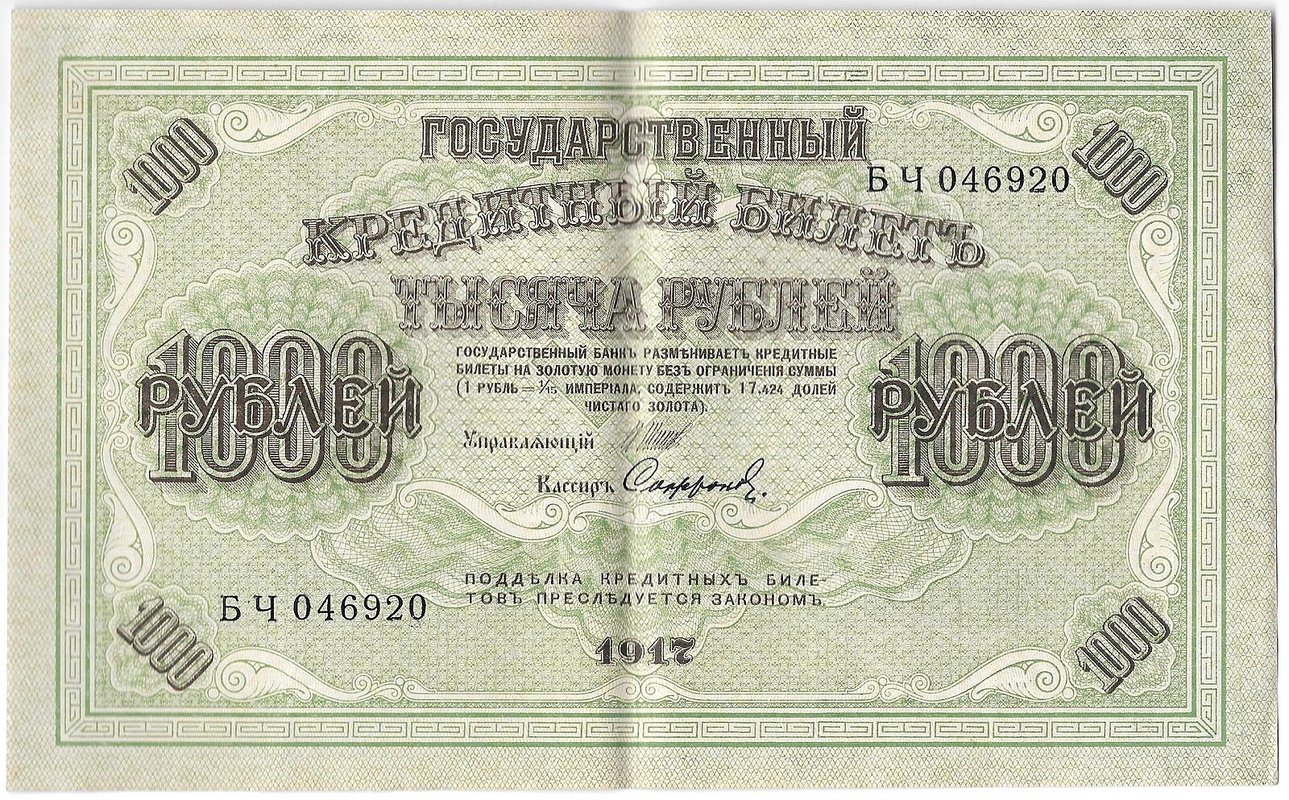 1000
ГОСУДАРСТВЕННЫЙ
1000
БЧ 046920
КРЕДИТНЫЙ БИЛЕТЪ
ТЫСЯЧА РУБЛЕЙ
1000
РУБЛЕЙ
ГОСУДАРСТВЕННЫЙ БАНКЪ РАЗМѢНИВАЕТЪ КРЕДИТНЫЕ
БИЛЕТЫ НА ЗОЛОТУЮ МОНЕТУ БЕЗЪ ОГРАНИЧЕНІЯ СУММЫ
(1 РУБЛЬ = 1/15 ИМПЕРІАЛА, СОДЕРЖИТЪ 17,424 ДОЛЕЙ
ЧИСТАГО ЗОЛОТА).
1000
РУБЛЕЙ
Управляющій
Кассиръ Сафронов
ПОДДѢЛКА КРЕДИТНЫХЪ БИЛЕ-
ТОВЪ ПРЕСЛѢДУЕТСЯ ЗАКОНОМЪ.
БЧ 046920
1000
1917
1000